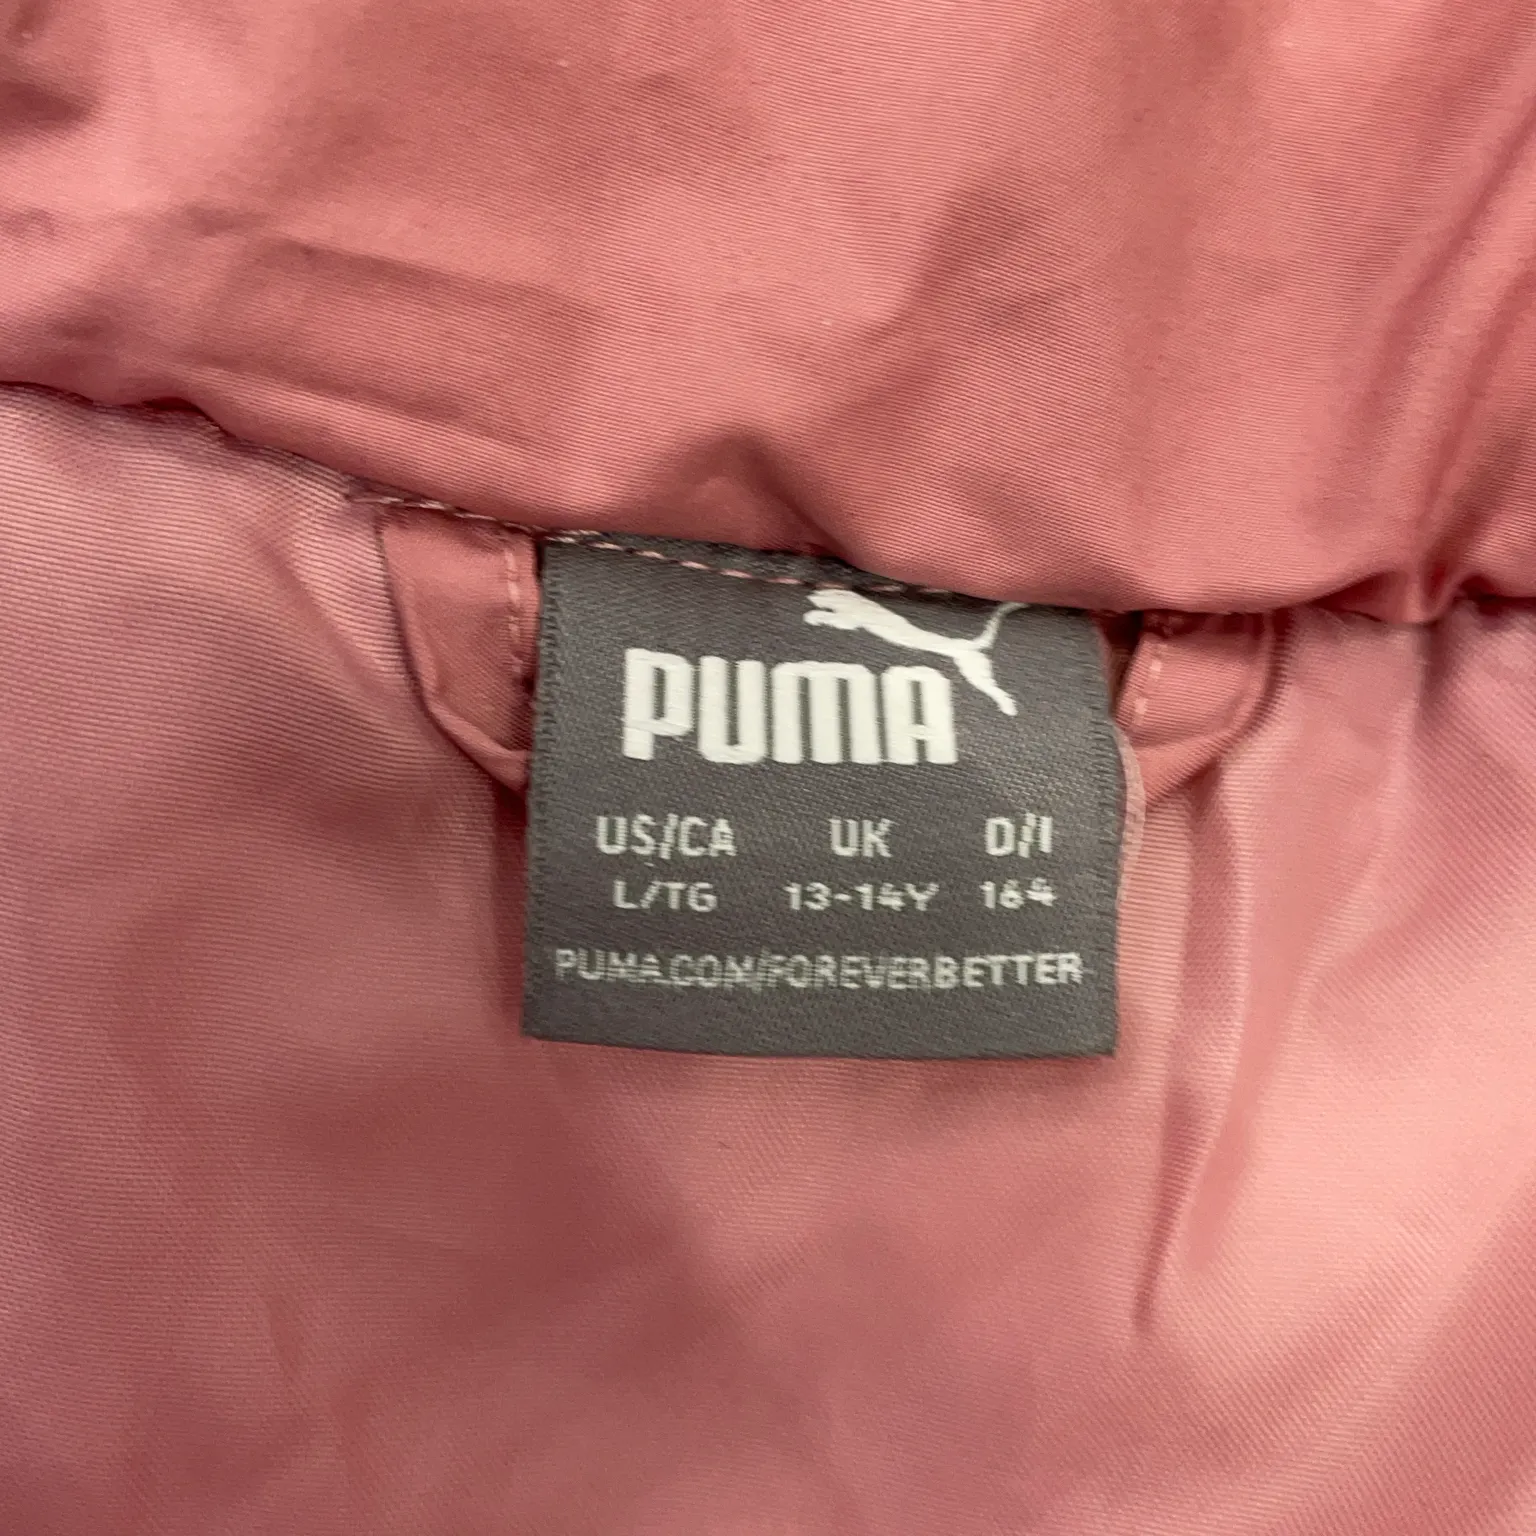 PUMA
US/CA UK D/I
L/TG 13-14Y 164
PUMA.COM/FOREVERBETTER